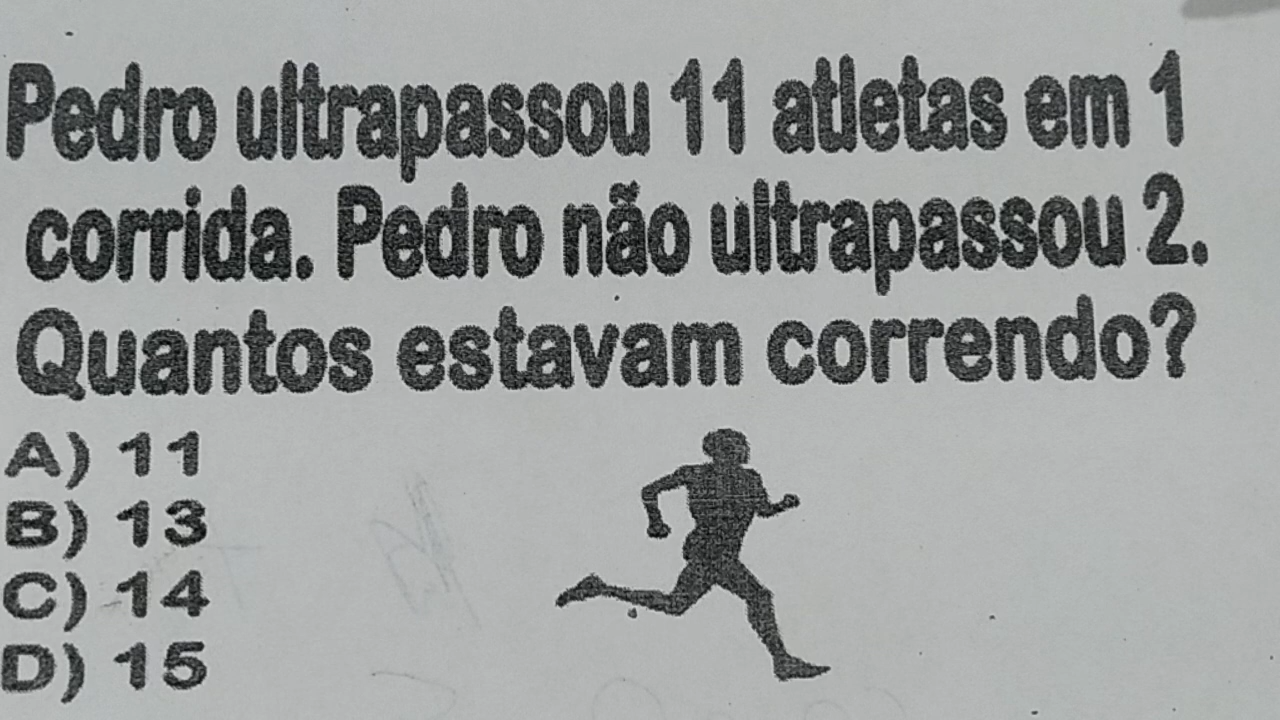 Pedro ultrapassou 11 atletas em 1
corrida. Pedro não ultrapassou 2.
Quantos estavam correndo?
A) 11
B) 13
C) 14
D) 15